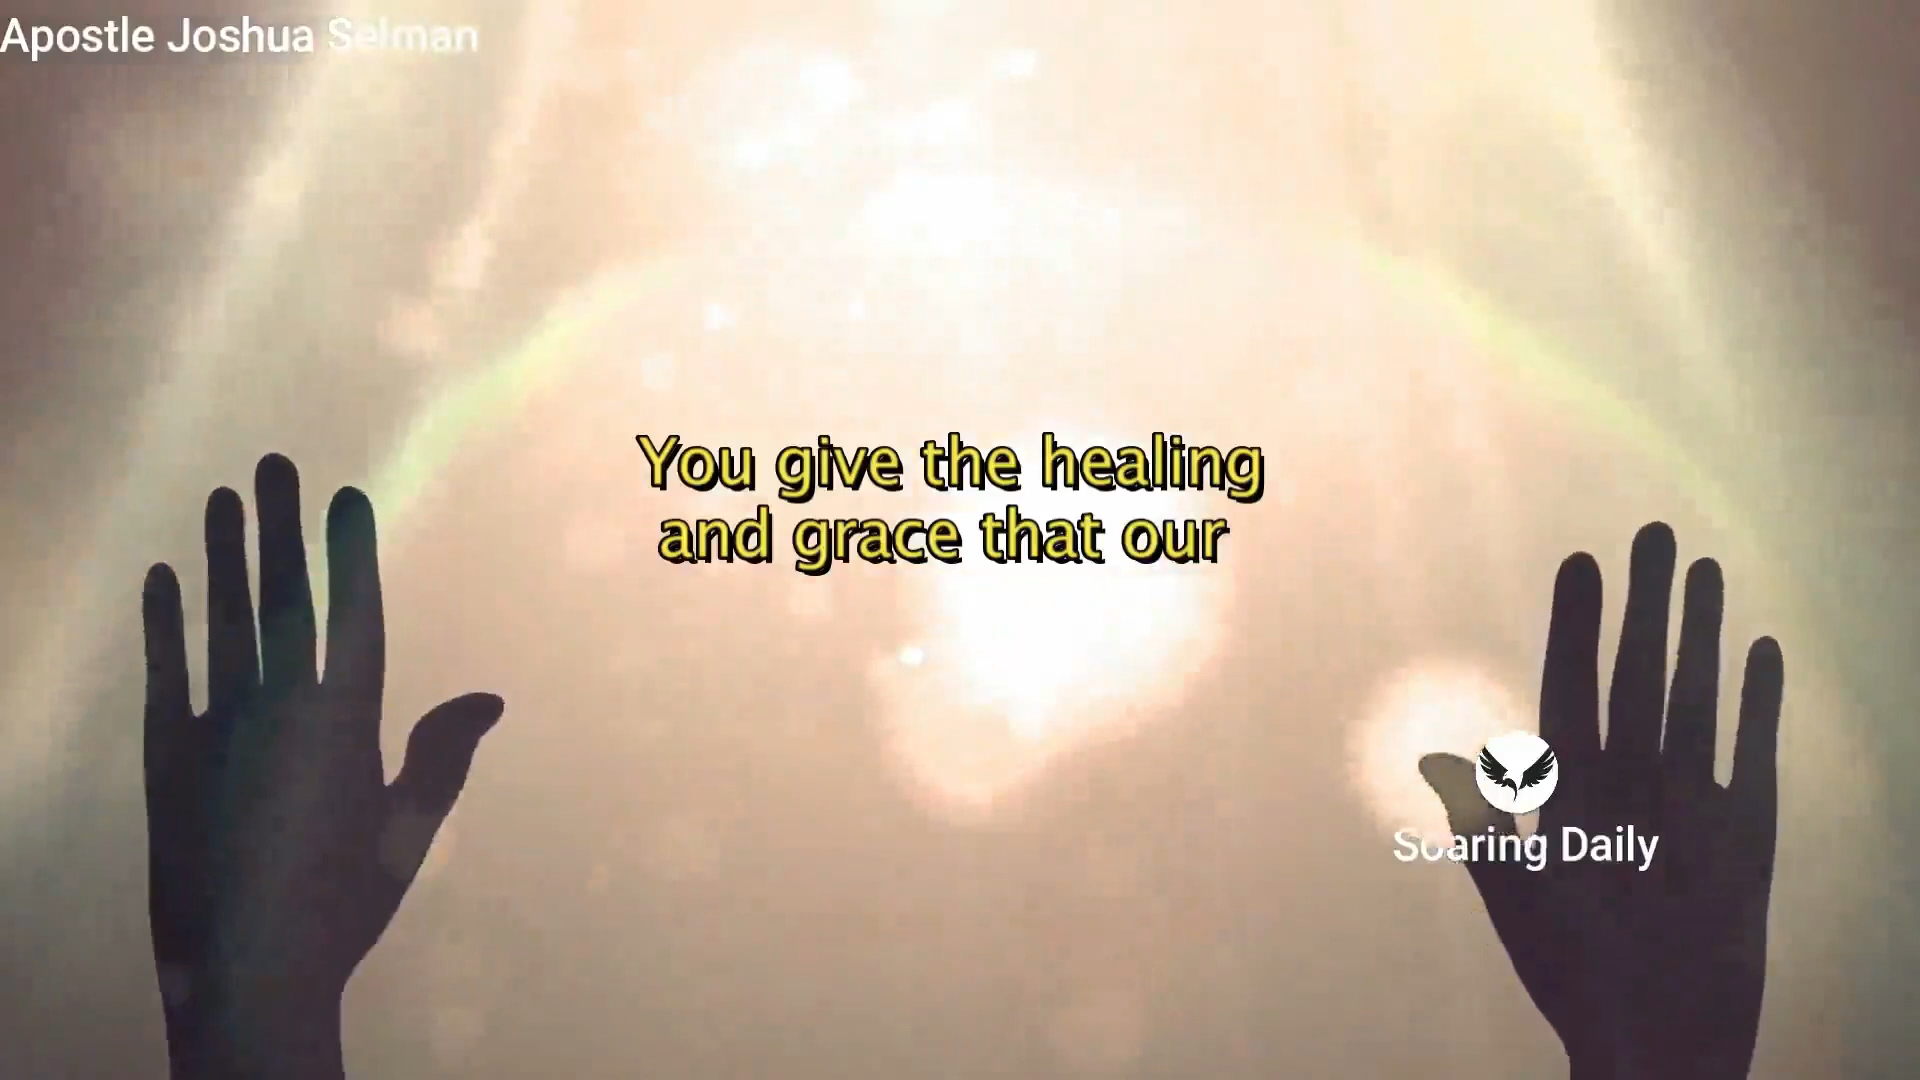 Apostle Joshua Selman
You give the healing
and grace that our
Soaring Daily